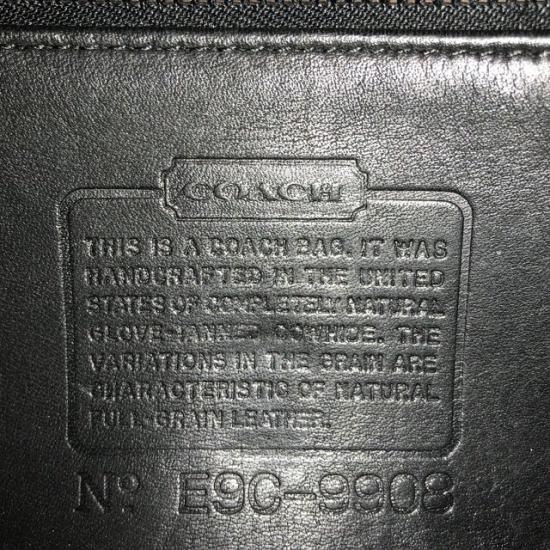 COACH
THIS IS A COACH BAG. IT WAS
HANDCRAFTED IN THE UNITED
STATES OF COMPLETELY NATURAL
GLOVE-TANNED COWHIDE. THE
VARIATIONS IN THE GRAIN ARE
CHARACTERISTIC OF NATURAL
FULL-GRAIN LEATHER.
Nº E9C-9908